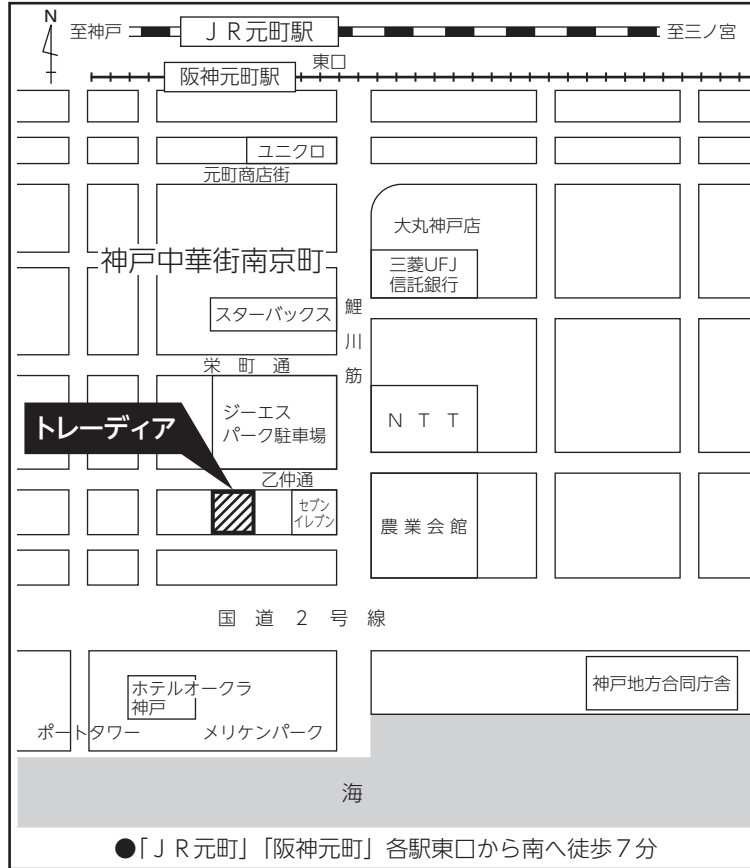 N
至神戸
ＪＲ元町駅
至三ノ宮
東口
阪神元町駅
ユニクロ
元町商店街
大丸神戸店
神戸中華街南京町
三菱UFJ
信託銀行
スターバックス
鯉川筋
栄町通
ジーエス
パーク駐車場
ＮＴＴ
トレーディア
乙仲通
セブン
イレブン
農業会館
国道２号線
ホテルオークラ
神戸
神戸地方合同庁舎
ポートタワー
メリケンパーク
海
●「ＪＲ元町」「阪神元町」各駅東口から南へ徒歩７分